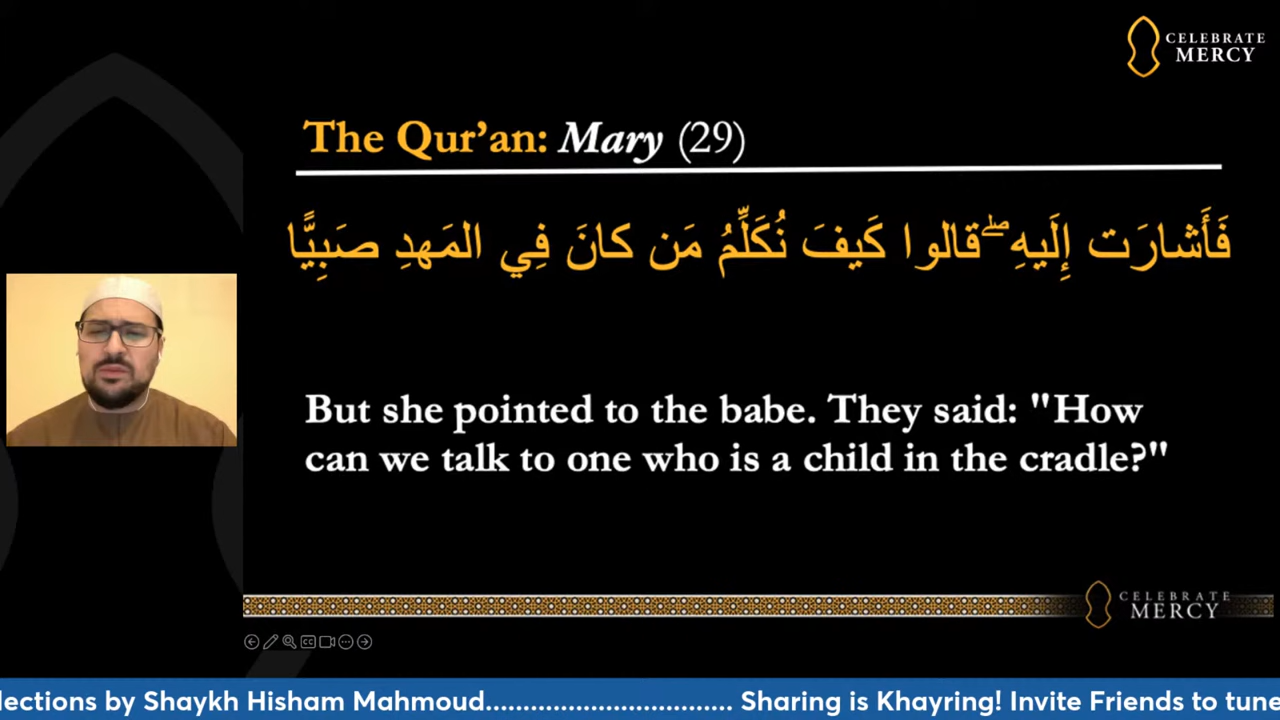 CELEBRATE
MERCY
The Qur’an: Mary (29)
فَأَشارَت إِلَيهِ ۖ قالوا كَيفَ نُكَلِّمُ مَن كانَ فِي المَهدِ صَبِيًّا
But she pointed to the babe. They said: "How
can we talk to one who is a child in the cradle?"
CELEBRATE
MERCY
CC
lections by Shaykh Hisham Mahmoud................................. Sharing is Khayring! Invite Friends to tune